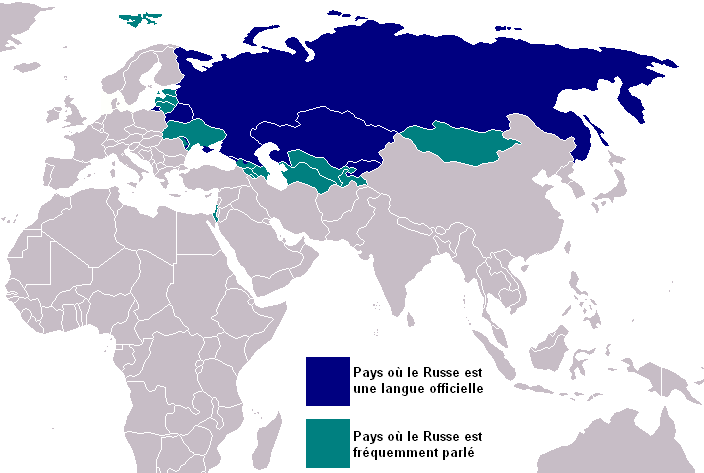 Pays où le Russe est
une langue officielle
Pays où le Russe est
fréquemment parlé